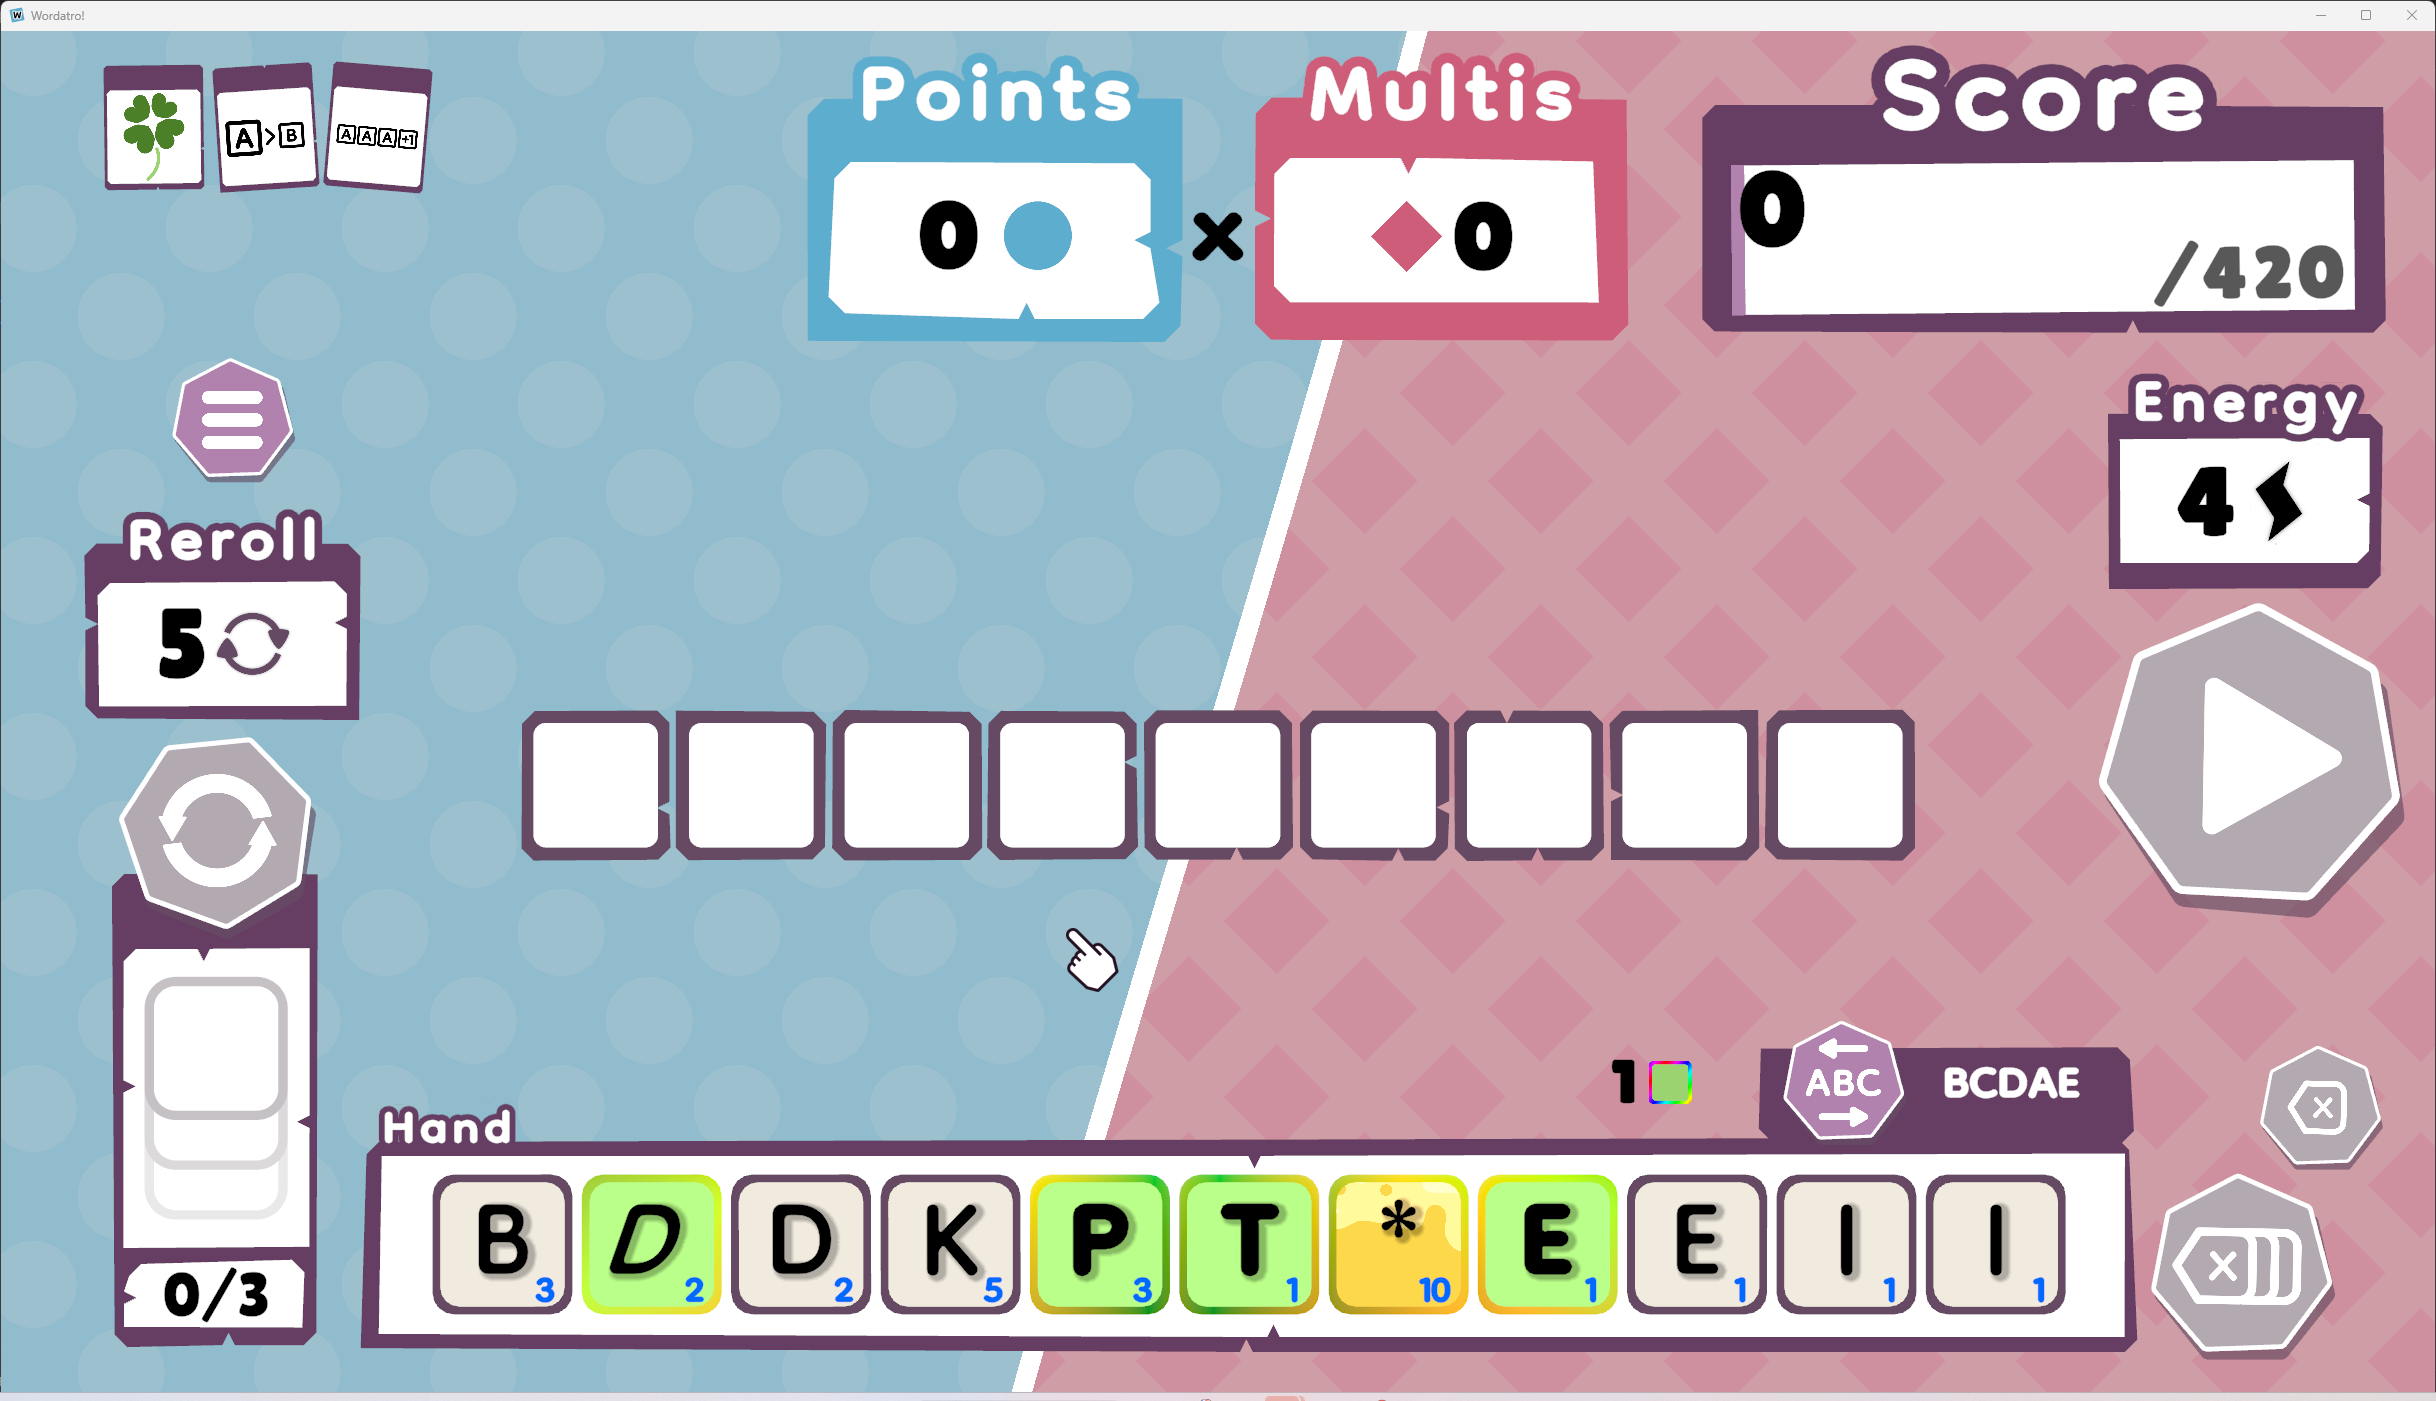 Wordatro!
Points
Multis
Score
A > B
A A A +1
0
×
0
0
/420
Energy
4
Reroll
5
1
ABC
BCDAE
Hand
B 3
D 2
D 2
K 5
P 3
T 1
* 10
E 1
E 1
I 1
I 1
0/3